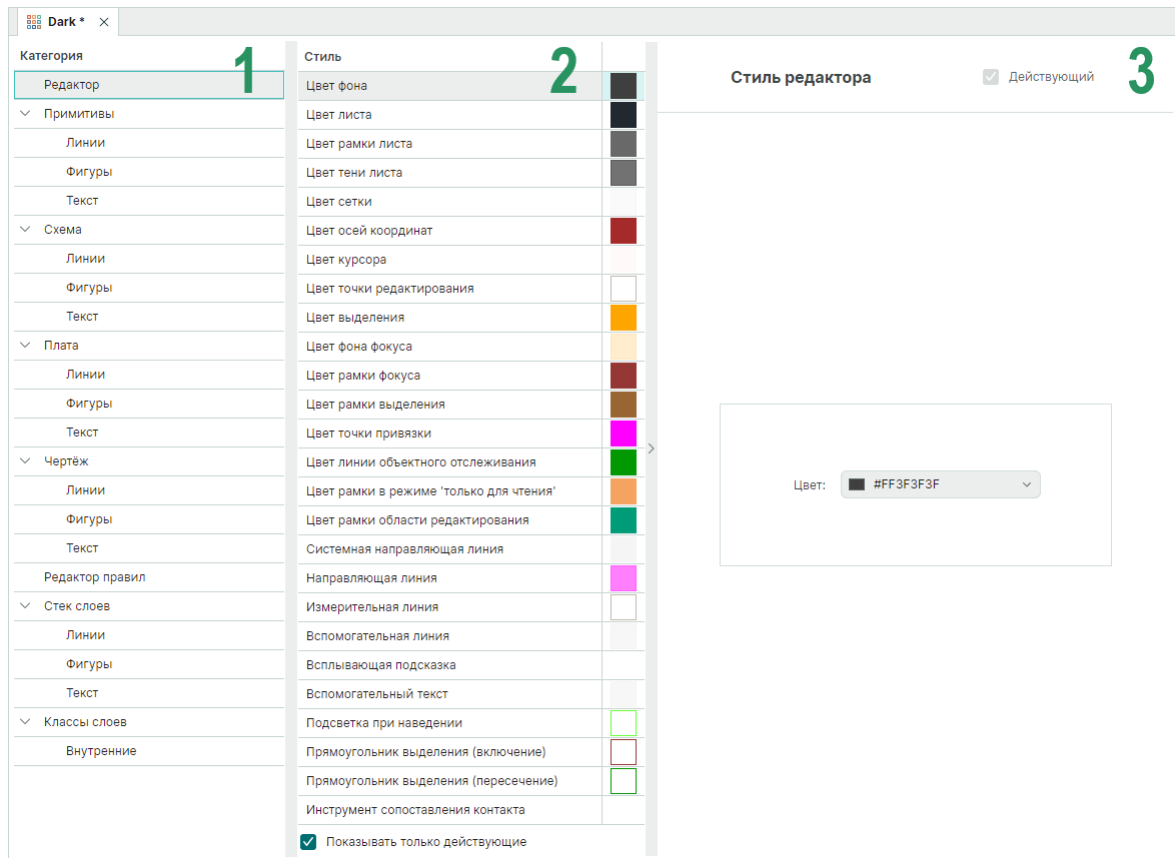 Dark *
Категория
1
Редактор
Примитивы
Линии
Фигуры
Текст
Схема
Линии
Фигуры
Текст
Плата
Линии
Фигуры
Текст
Чертёж
Линии
Фигуры
Текст
Редактор правил
Стек слоев
Линии
Фигуры
Текст
Классы слоев
Внутренние
Стиль
2
Цвет фона
Цвет листа
Цвет рамки листа
Цвет тени листа
Цвет сетки
Цвет осей координат
Цвет курсора
Цвет точки редактирования
Цвет выделения
Цвет фона фокуса
Цвет рамки фокуса
Цвет рамки выделения
Цвет точки привязки
Цвет линии объектного отслеживания
Цвет рамки в режиме 'только для чтения'
Цвет рамки области редактирования
Системная направляющая линия
Направляющая линия
Измерительная линия
Вспомогательная линия
Всплывающая подсказка
Вспомогательный текст
Подсветка при наведении
Прямоугольник выделения (включение)
Прямоугольник выделения (пересечение)
Инструмент сопоставления контакта
Показывать только действующие
Стиль редактора
Действующий
3
Цвет: #FF3F3F3F